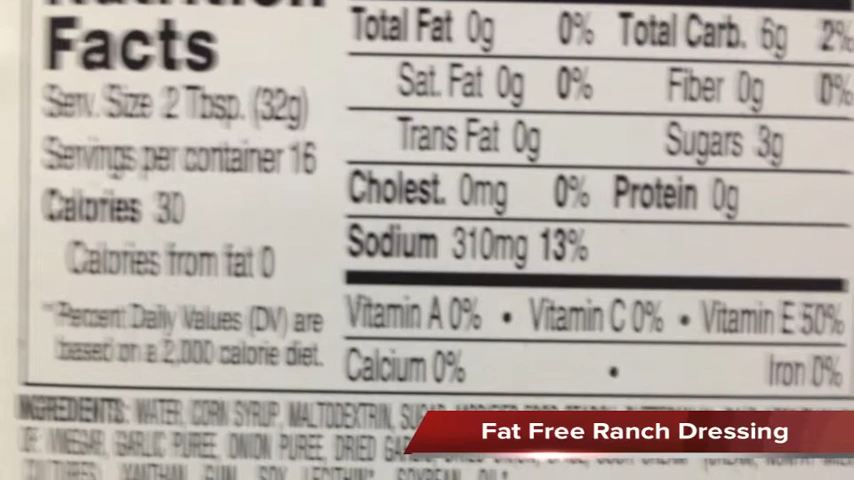 Nutrition
Facts
Serv. Size 2 Tbsp. (32g)
Servings per container 16
Calories 30
Calories from fat 0
*Percent Daily Values (DV) are
based on a 2,000 calorie diet.
Total Fat 0g 0% Total Carb. 6g 2%
Sat. Fat 0g 0% Fiber 0g 0%
Trans Fat 0g Sugars 3g
Cholest. 0mg 0% Protein 0g
Sodium 310mg 13%
Vitamin A 0% • Vitamin C 0% • Vitamin E 50%
Calcium 0% • Iron 0%
INGREDIENTS: WATER, CORN SYRUP, MALTODEXTRIN,
VINEGAR, GARLIC PUREE, ONION PUREE, DRIED
CULTURES) XANTHAN GUM, SOY LECITHIN* SOYBEAN OIL*
Fat Free Ranch Dressing